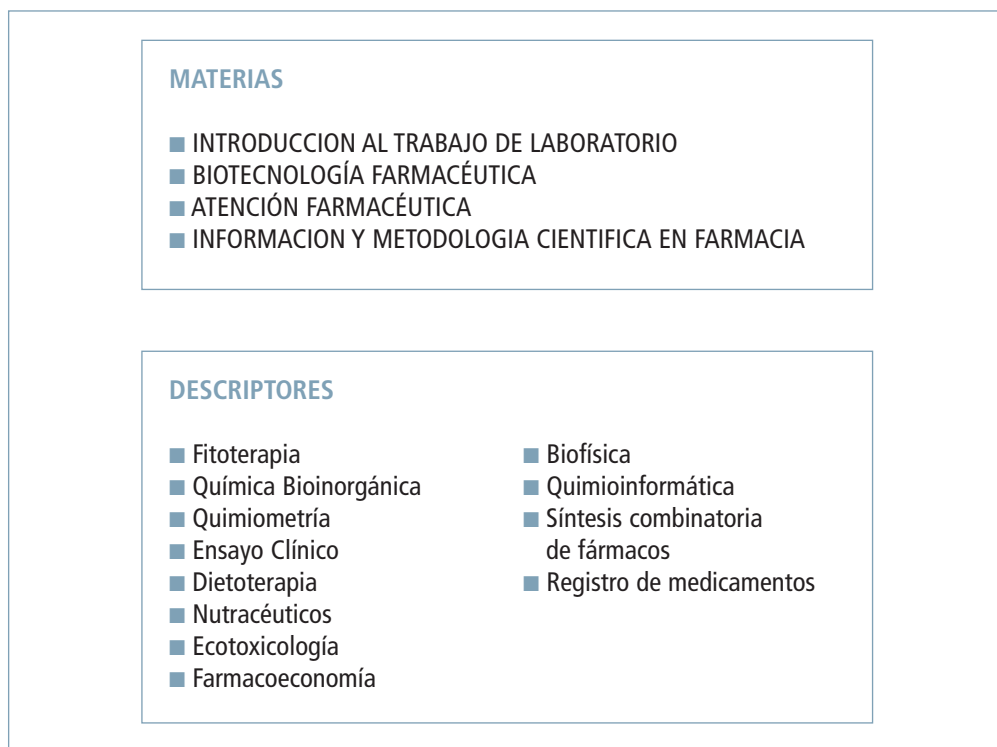 MATERIAS
■ INTRODUCCION AL TRABAJO DE LABORATORIO
■ BIOTECNOLOGÍA FARMACÉUTICA
■ ATENCIÓN FARMACÉUTICA
■ INFORMACION Y METODOLOGIA CIENTIFICA EN FARMACIA
DESCRIPTORES
■ Fitoterapia
■ Química Bioinorgánica
■ Quimiometría
■ Ensayo Clínico
■ Dietoterapia
■ Nutracéuticos
■ Ecotoxicología
■ Farmacoeconomía
■ Biofísica
■ Quimioinformática
■ Síntesis combinatoria
de fármacos
■ Registro de medicamentos